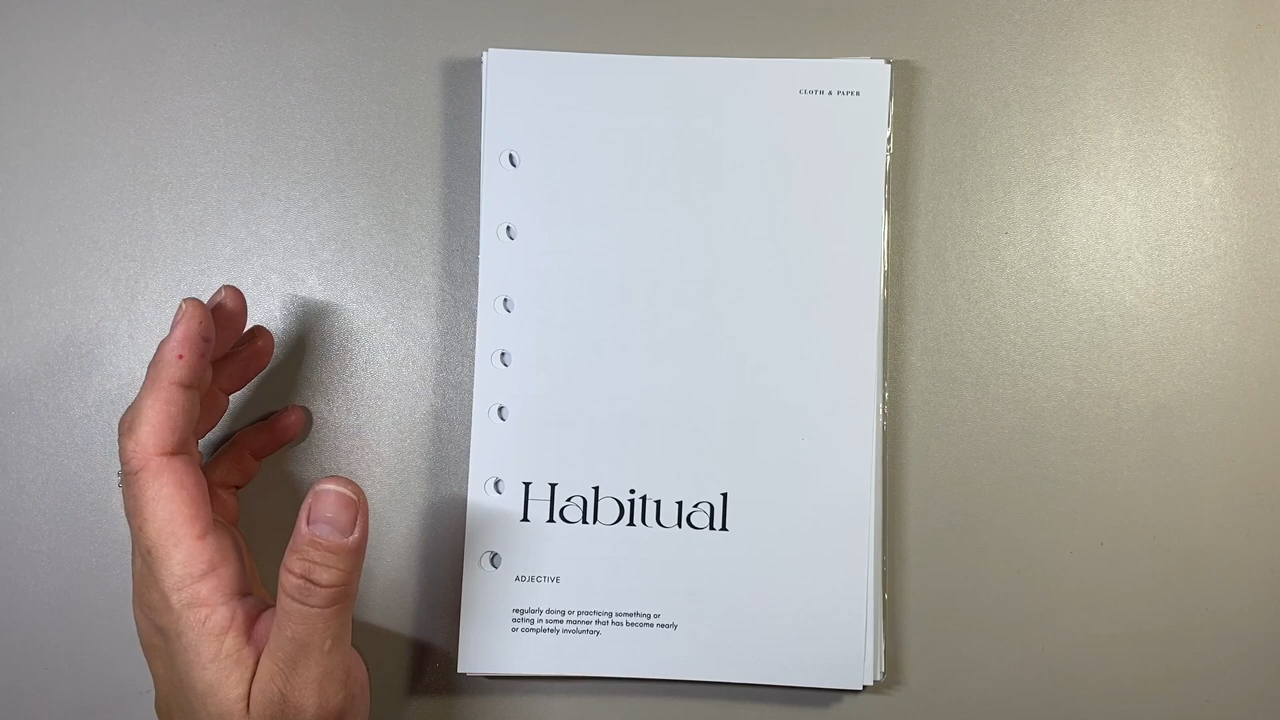 CLOTH & PAPER
Habitual
ADJECTIVE
regularly doing or practicing something or
acting in some manner that has become nearly
or completely involuntary.